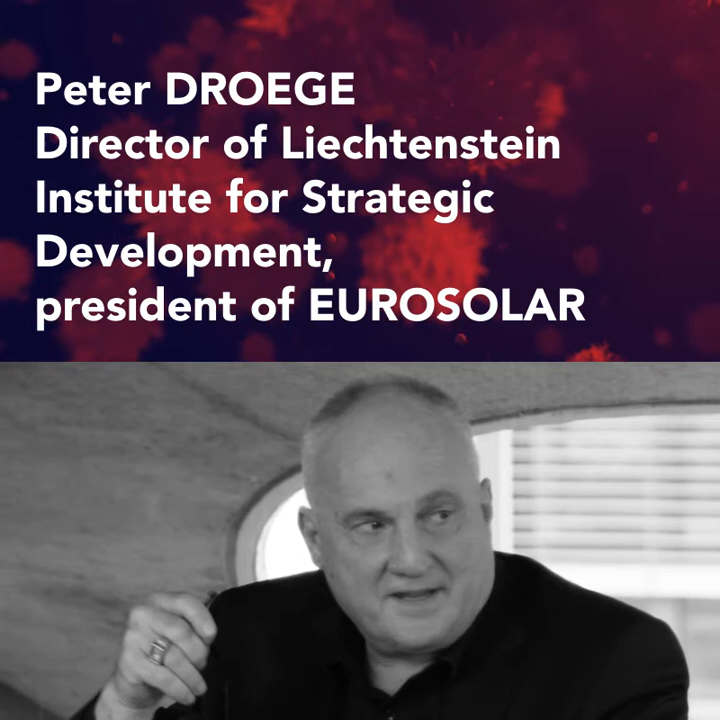 Peter DROEGE
Director of Liechtenstein
Institute for Strategic
Development,
president of EUROSOLAR